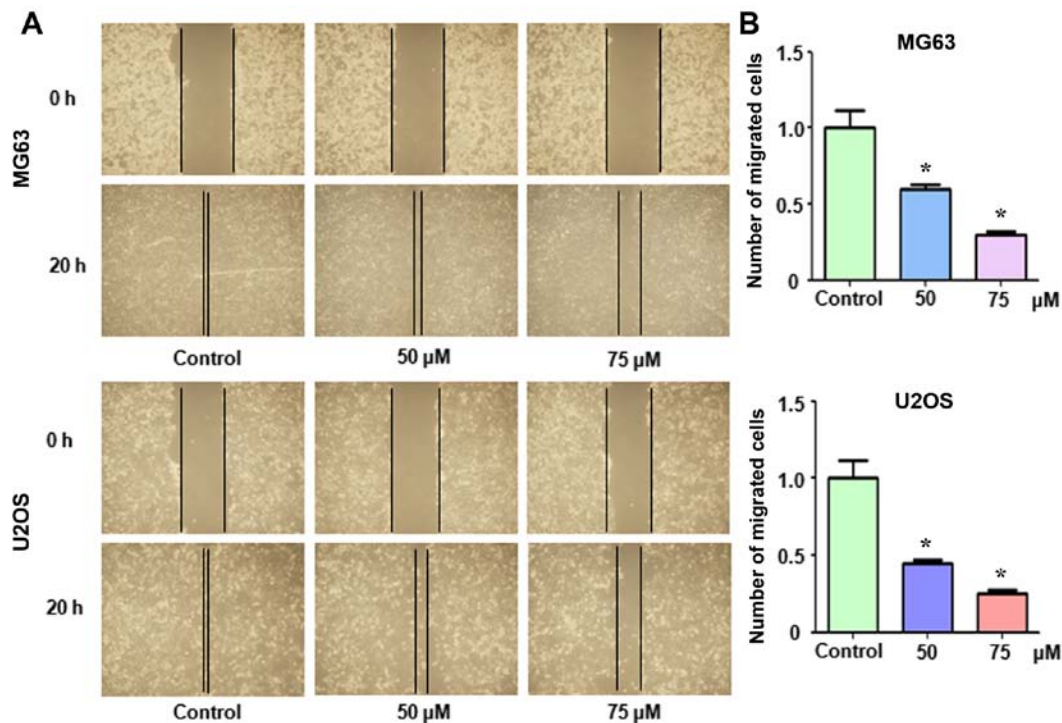 A
MG63
0 h
20 h
Control
50 µM
75 µM
U2OS
0 h
20 h
Control
50 µM
75 µM
B
MG63
Number of migrated cells
1.5
1.0
0.5
0
*
*
Control
50
75
µM
U2OS
Number of migrated cells
1.5
1.0
0.5
0
*
*
Control
50
75
µM